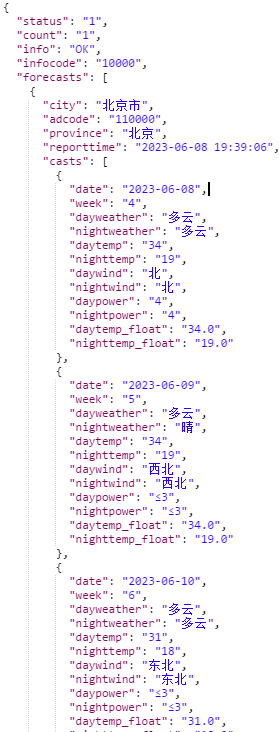 {
"status": "1",
"count": "1",
"info": "OK",
"infocode": "10000",
"forecasts": [
{
"city": "北京市",
"adcode": "110000",
"province": "北京",
"reporttime": "2023-06-08 19:39:06",
"casts": [
{
"date": "2023-06-08",
"week": "4",
"dayweather": "多云",
"nightweather": "多云",
"daytemp": "34",
"nighttemp": "19",
"daywind": "北",
"nightwind": "北",
"daypower": "4",
"nightpower": "4",
"daytemp_float": "34.0",
"nighttemp_float": "19.0"
},
{
"date": "2023-06-09",
"week": "5",
"dayweather": "多云",
"nightweather": "晴",
"daytemp": "34",
"nighttemp": "19",
"daywind": "西北",
"nightwind": "西北",
"daypower": "≤3",
"nightpower": "≤3",
"daytemp_float": "34.0",
"nighttemp_float": "19.0"
},
{
"date": "2023-06-10",
"week": "6",
"dayweather": "多云",
"nightweather": "多云",
"daytemp": "31",
"nighttemp": "18",
"daywind": "东北",
"nightwind": "东北",
"daypower": "≤3",
"nightpower": "≤3",
"daytemp_float": "31.0",